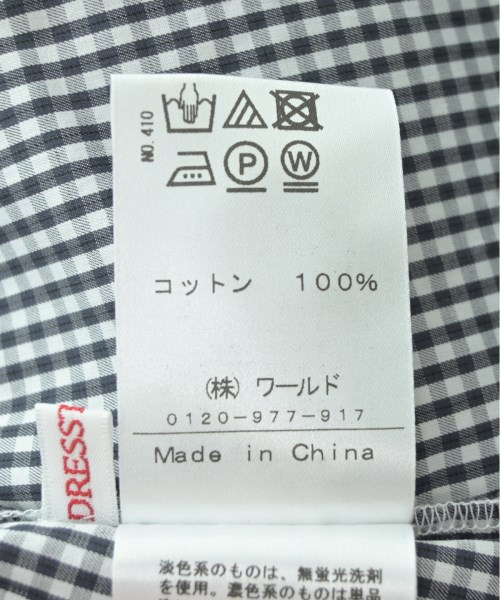 NO. 410
P
W
コットン 100%
(株) ワールド
0120-977-917
Made in China
DRESST
淡色系のものは、無蛍光洗剤
を使用。濃色系のものは単品